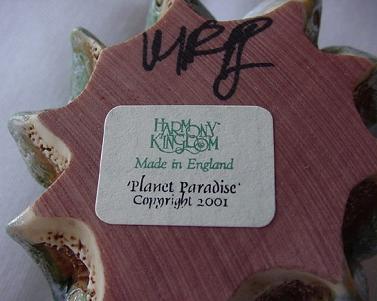 HARMONY
KINGDOM
Made in England
'Planet Paradise'
Copyright 2001